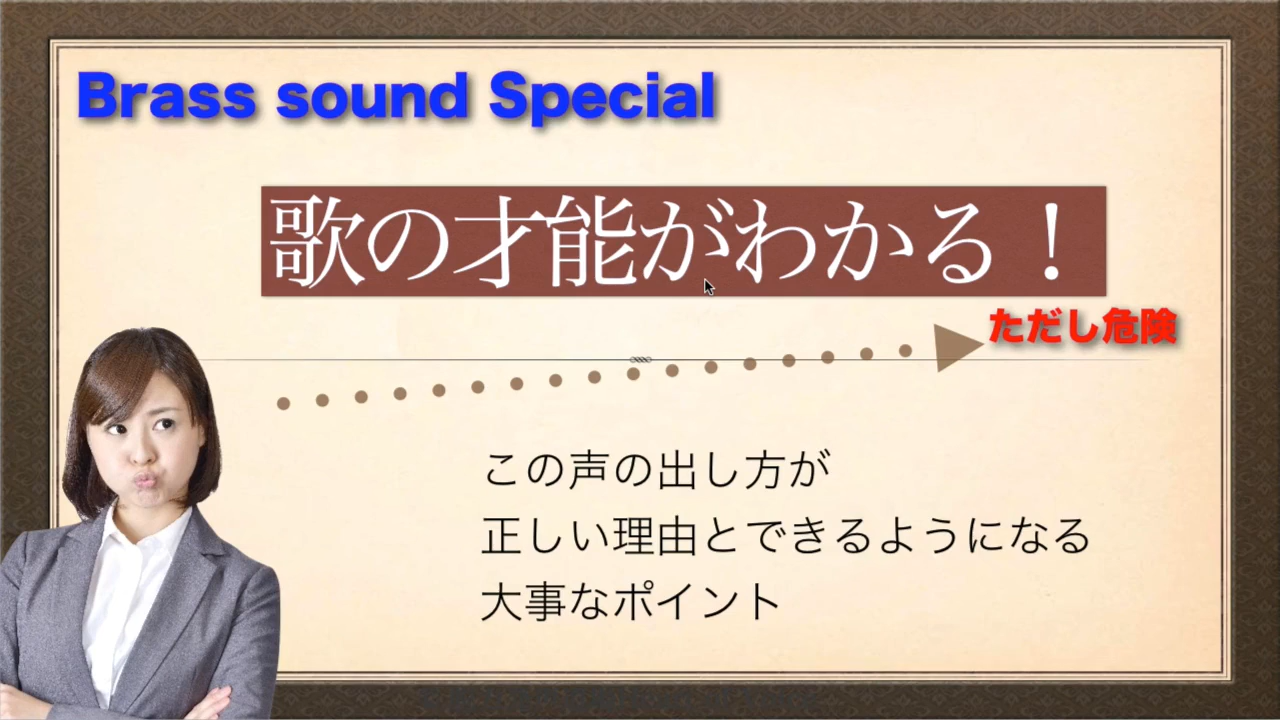 Brass sound Special
歌の才能がわかる！
ただし危険
この声の出し方が
正しい理由とできるようになる
大事なポイント